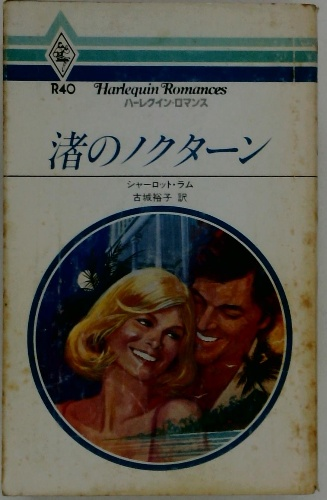 R40
Harlequin Romances
ハーレクイン・ロマンス
渚のノクターン
シャーロット・ラム
古城裕子 訳